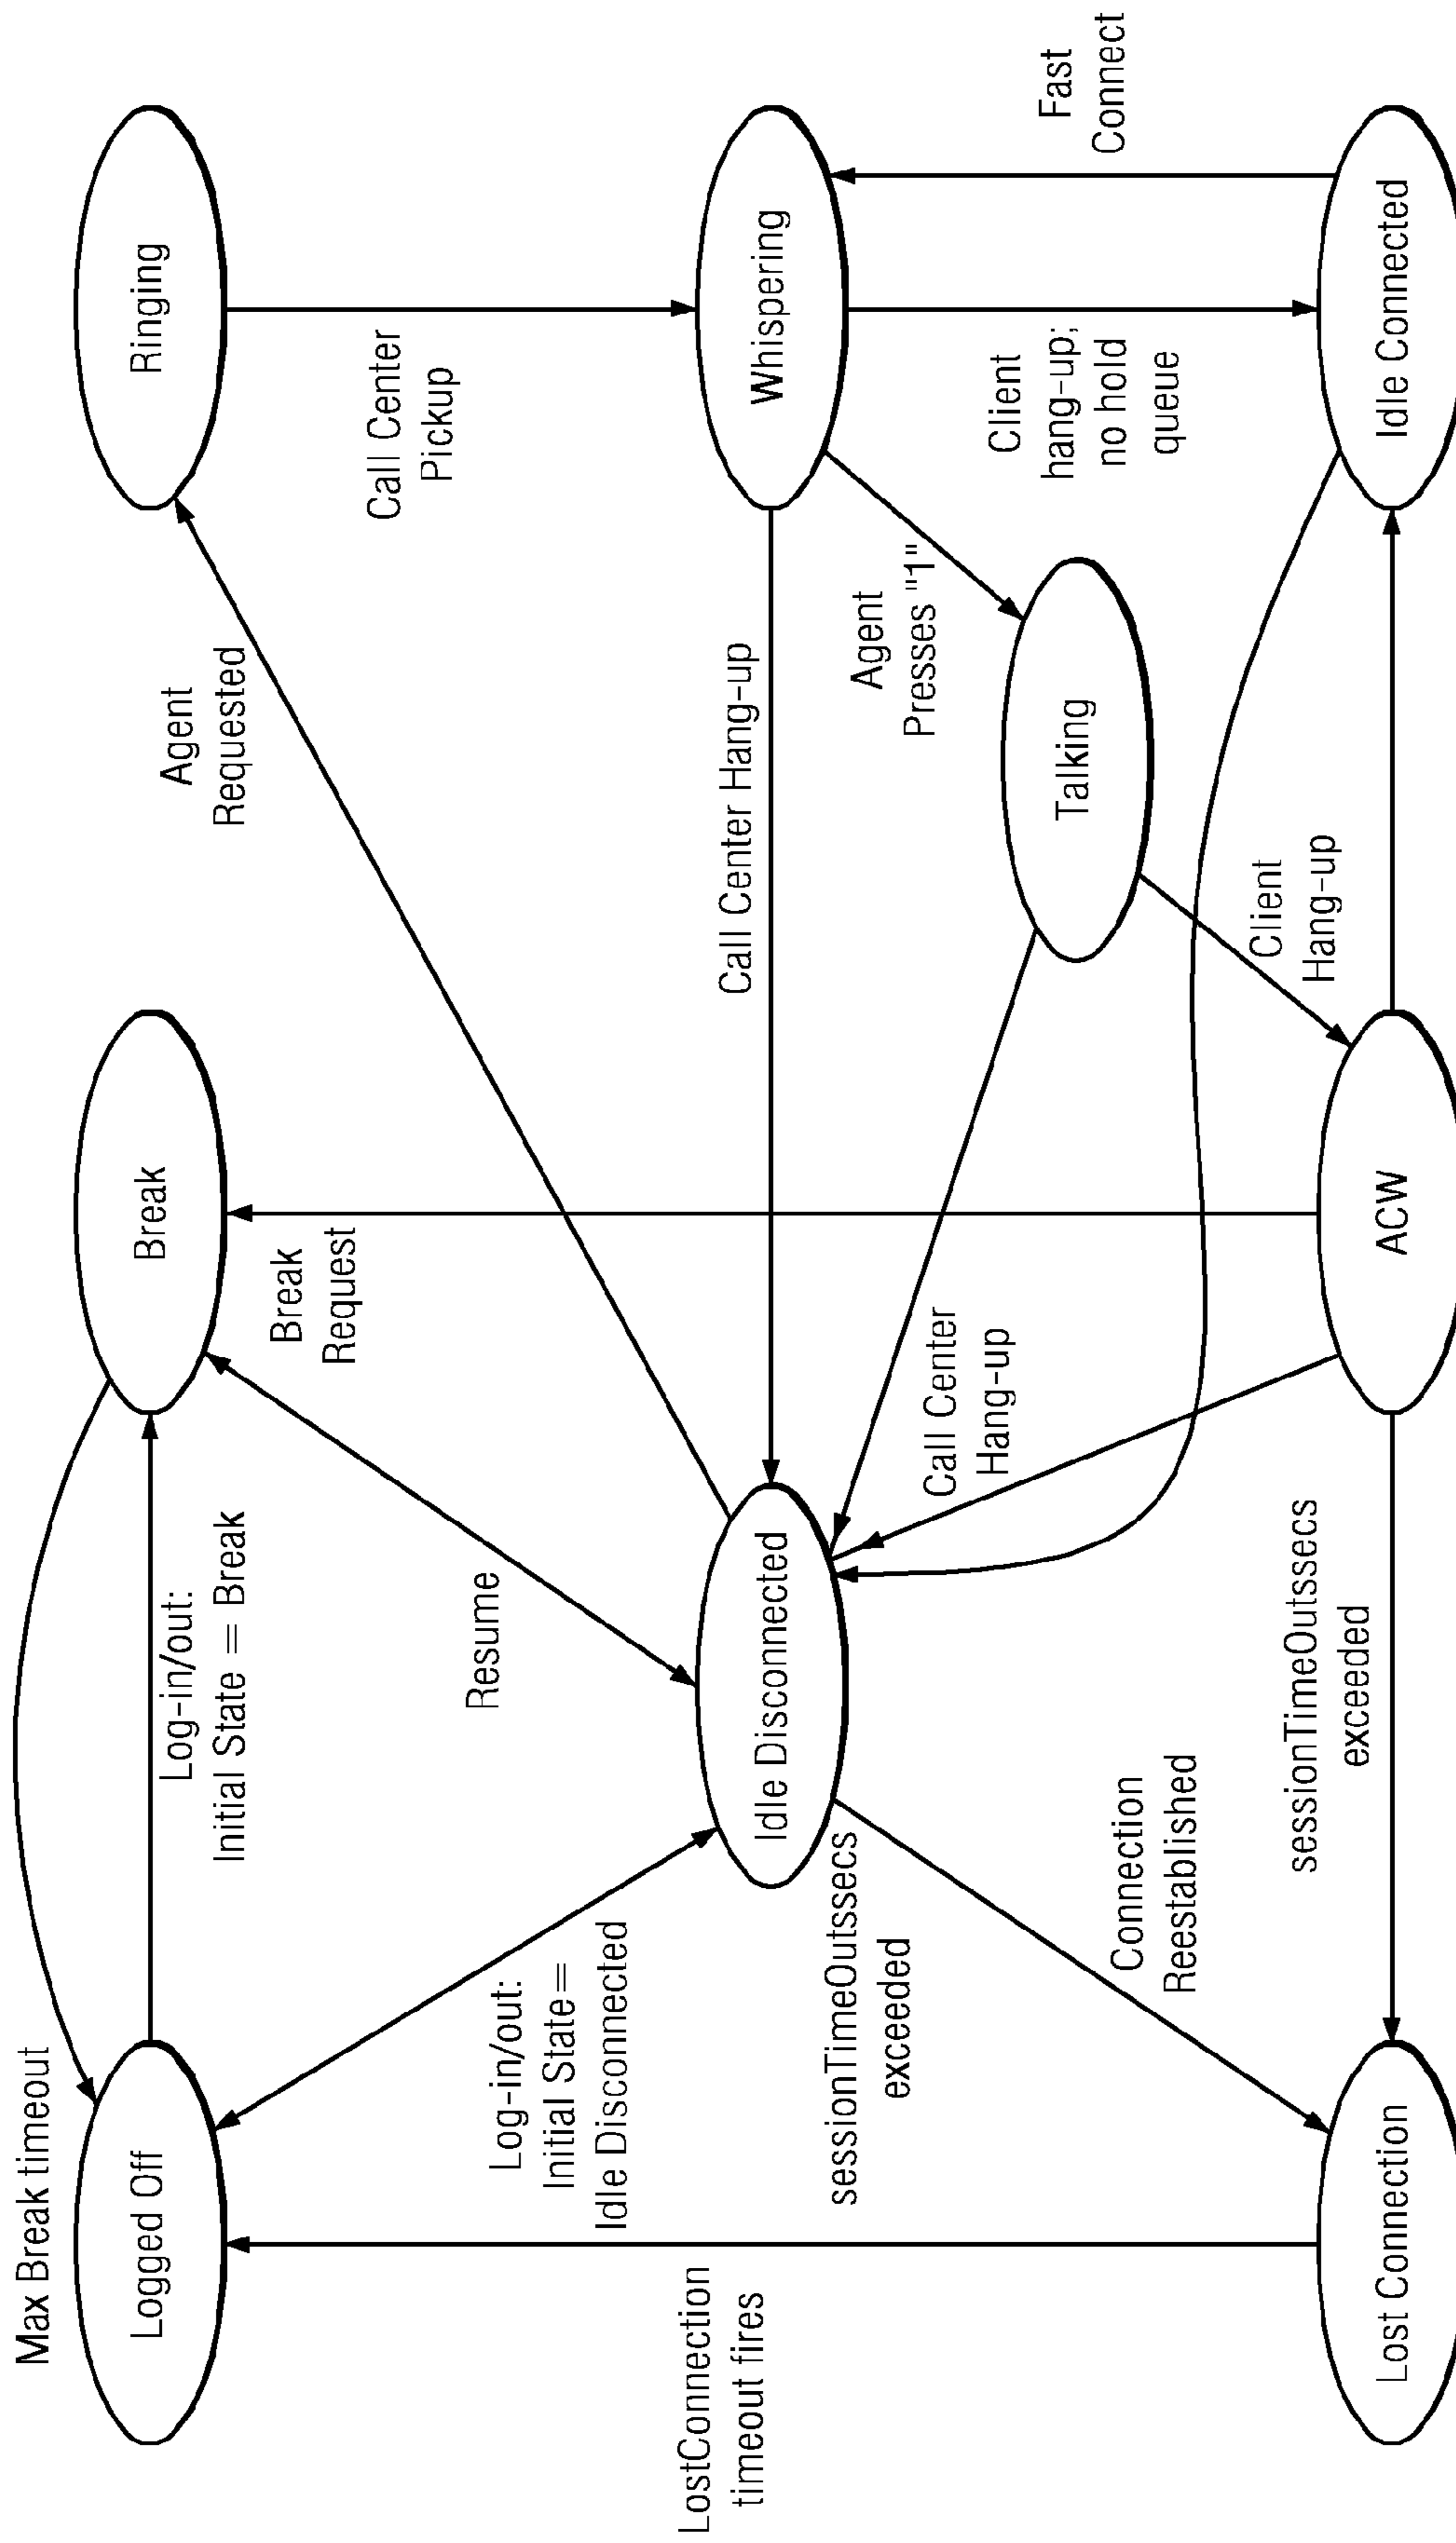 Max Break timeout
Logged Off
Log-in/out:
Initial State = Break
Break
Ringing
Agent
Requested
Break
Request
Resume
Call Center
Pickup
Log-in/out:
Initial State=
Idle Disconnected
LostConnection
timeout fires
Idle Disconnected
Call Center Hang-up
Whispering
sessionTimeOutssecs
exceeded
Call Center
Hang-up
Agent
Presses "1"
Talking
Client
hang-up;
no hold
queue
Fast
Connect
Connection
Reestablished
Client
Hang-up
sessionTimeOutssecs
exceeded
Lost Connection
ACW
Idle Connected